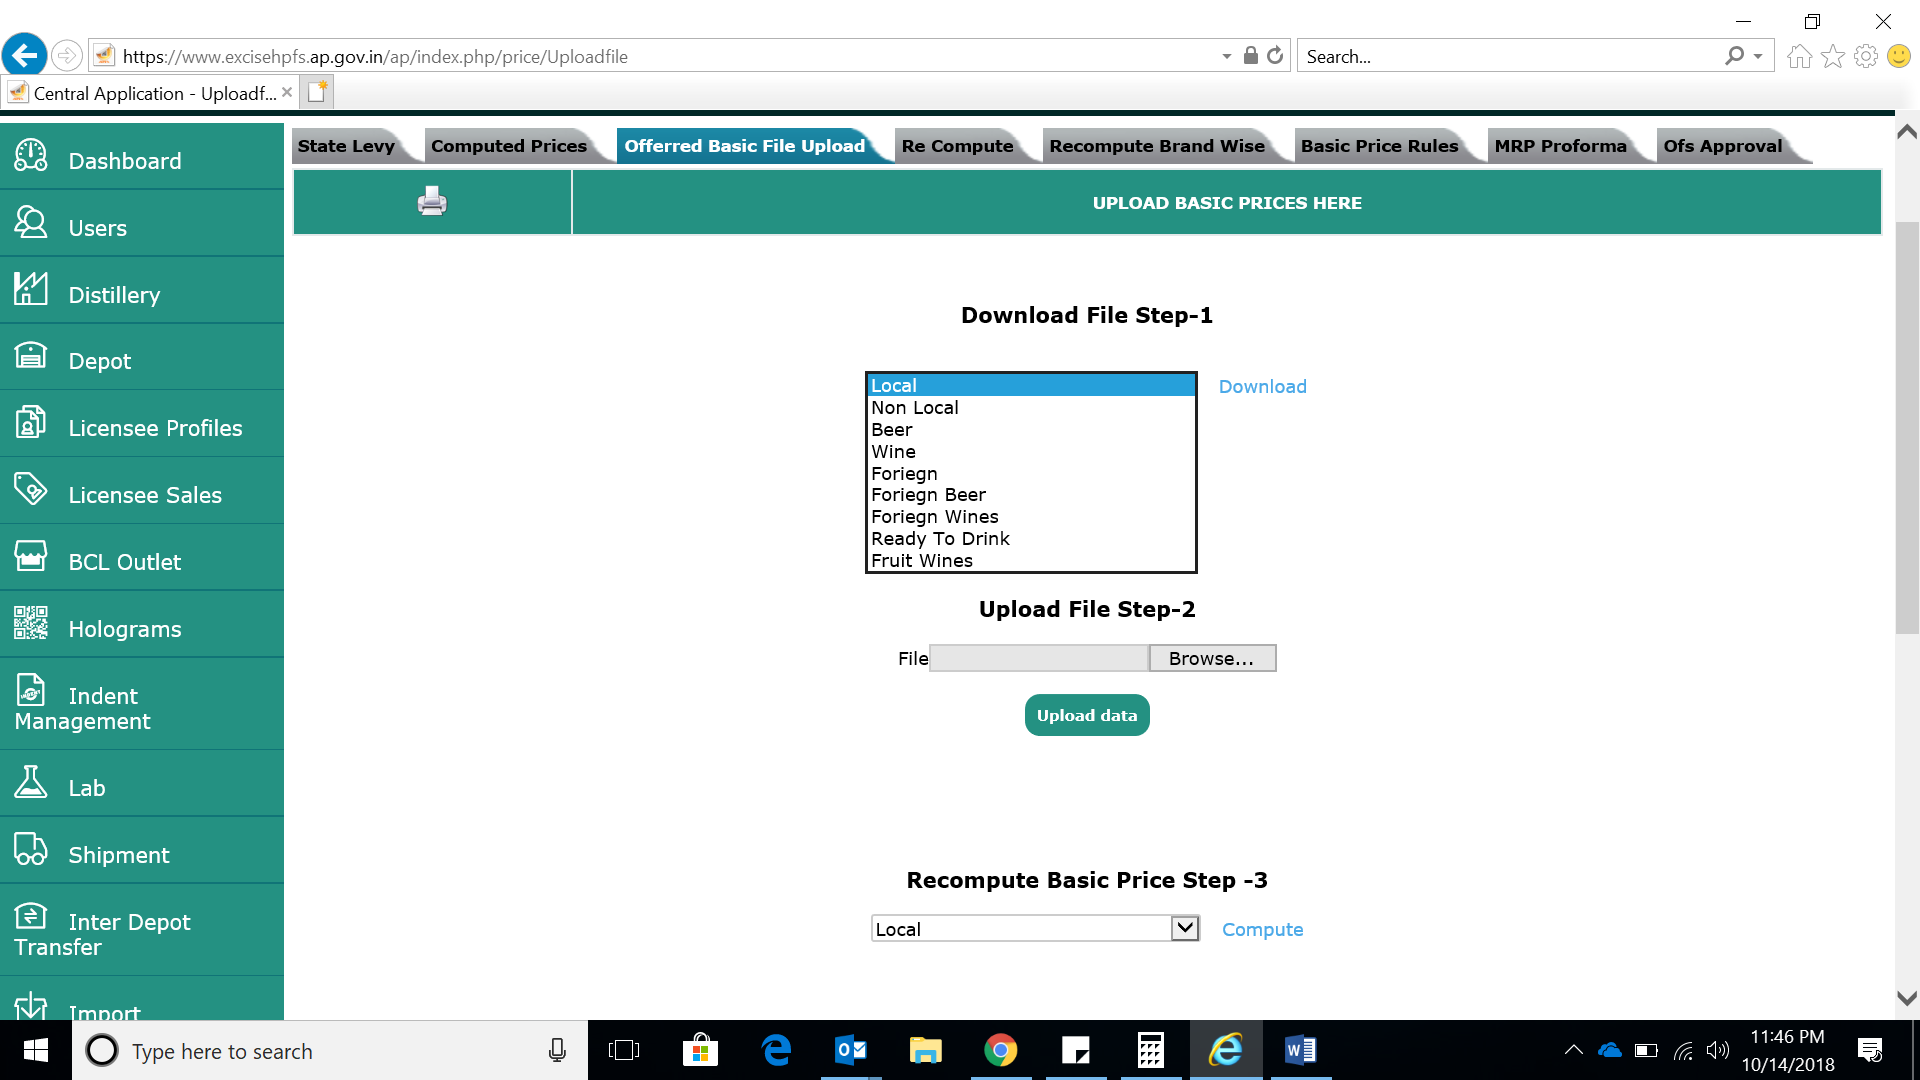 https://www.excisehpfs.ap.gov.in/ap/index.php/price/Uploadfile
Search...
Central Application - Uploadf...
State Levy
Computed Prices
Offerred Basic File Upload
Re Compute
Recompute Brand Wise
Basic Price Rules
MRP Proforma
Ofs Approval
Dashboard
Users
Distillery
Depot
Licensee Profiles
Licensee Sales
BCL Outlet
Holograms
Indent
Management
Lab
Shipment
Inter Depot
Transfer
Import
UPLOAD BASIC PRICES HERE
Download File Step-1
Local
Download
Non Local
Beer
Wine
Foriegn
Foriegn Beer
Foriegn Wines
Ready To Drink
Fruit Wines
Upload File Step-2
File
Browse...
Upload data
Recompute Basic Price Step -3
Local
Compute
Type here to search
11:46 PM
10/14/2018